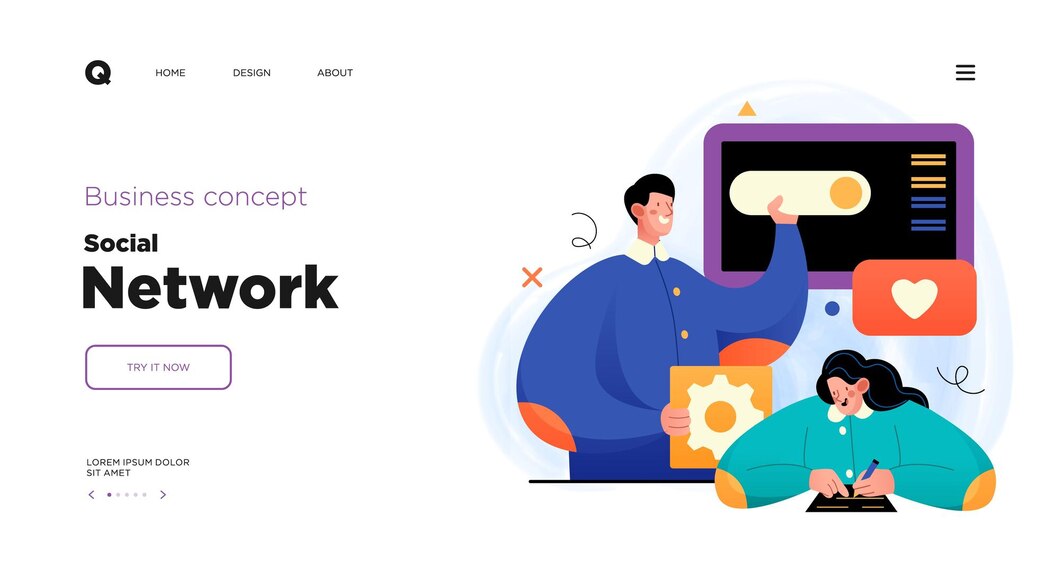 Q
HOME
DESIGN
ABOUT
Business concept
Social
Network
TRY IT NOW
LOREM IPSUM DOLOR
SIT AMET